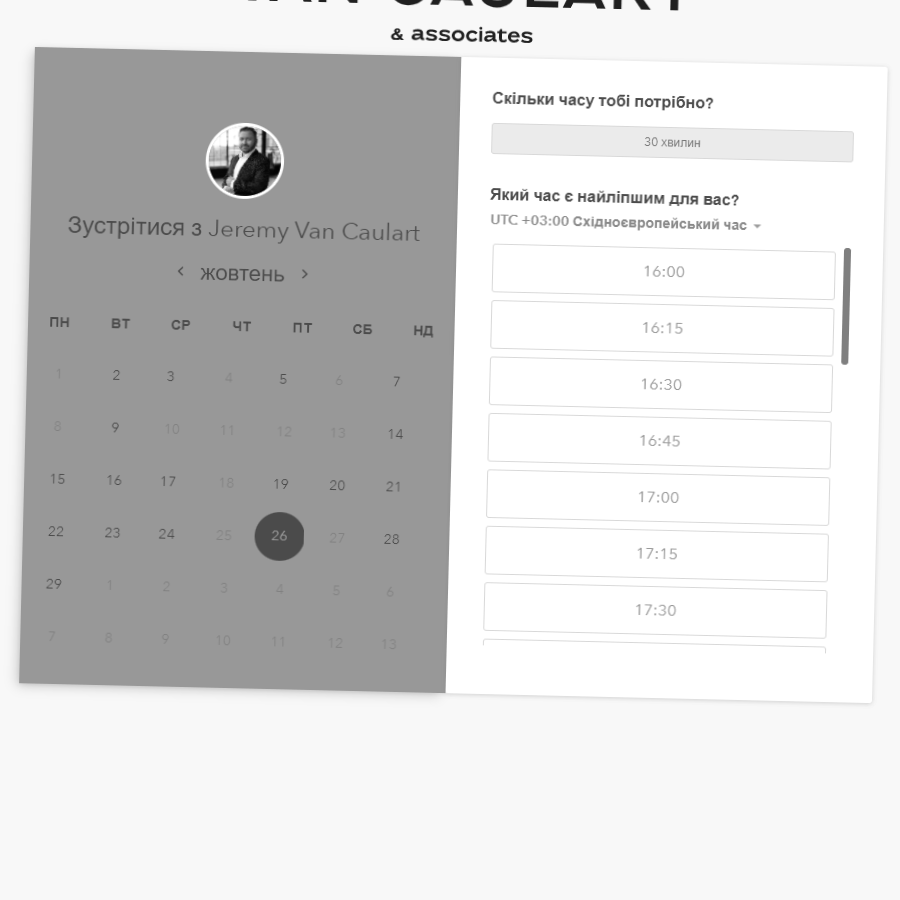 & associates
Зустрітися з Jeremy Van Caulart
жовтень
ПН ВТ СР ЧТ ПТ СБ НД
1 2 3 4 5 6 7
8 9 10 11 12 13 14
15 16 17 18 19 20 21
22 23 24 25 26 27 28
29 1 2 3 4 5 6
7 8 9 10 11 12 13
Скільки часу тобі потрібно?
30 хвилин
Який час є найліпшим для вас?
UTC +03:00 Східноєвропейський час
16:00
16:15
16:30
16:45
17:00
17:15
17:30